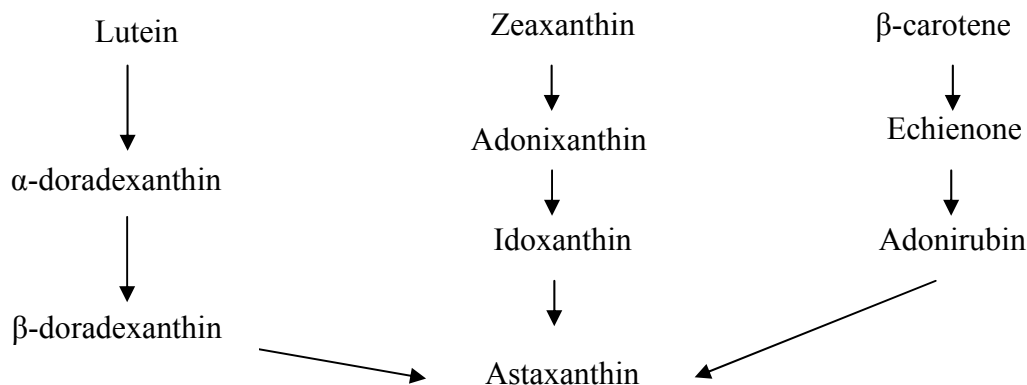 Lutein
Zeaxanthin
β-carotene
Adonixanthin
Echienone
α-doradexanthin
Idoxanthin
Adonirubin
β-doradexanthin
Astaxanthin